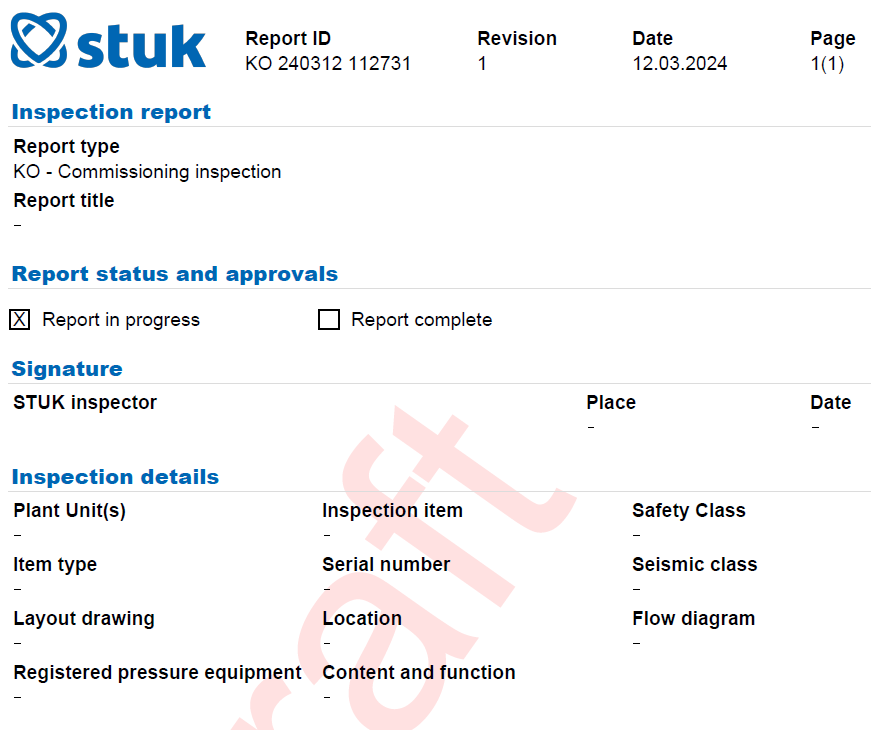 stuk
Report ID Revision Date Page
KO 240312 112731 1 12.03.2024 1(1)
Inspection report
Report type
KO - Commissioning inspection
Report title
–
Report status and approvals
X Report in progress Report complete
Signature
STUK inspector Place Date
– –
Inspection details
Plant Unit(s) Inspection item Safety Class
– – –
Item type Serial number Seismic class
– – –
Layout drawing Location Flow diagram
– – –
Registered pressure equipment Content and function
– –
raft